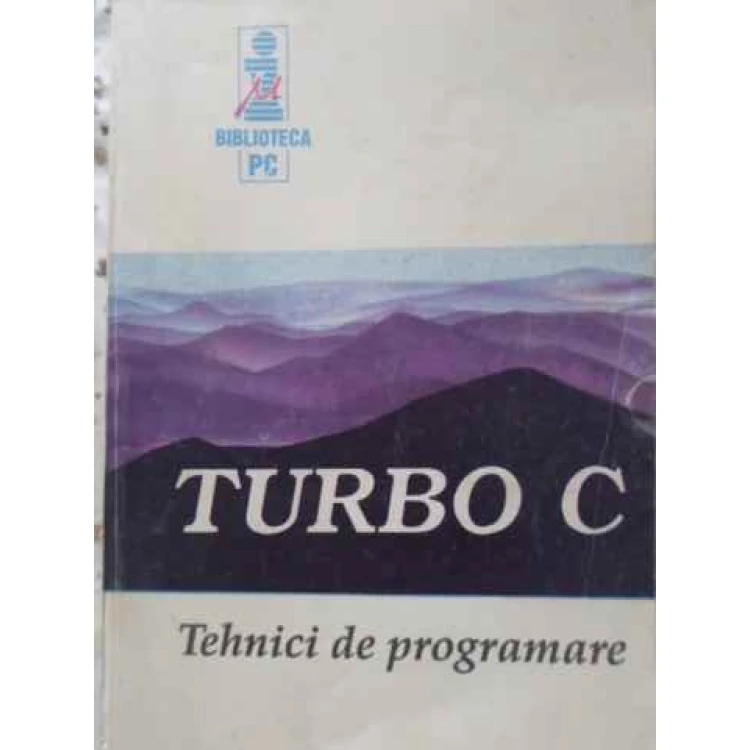 BIBLIOTECA
PC
TURBO C
Tehnici de programare